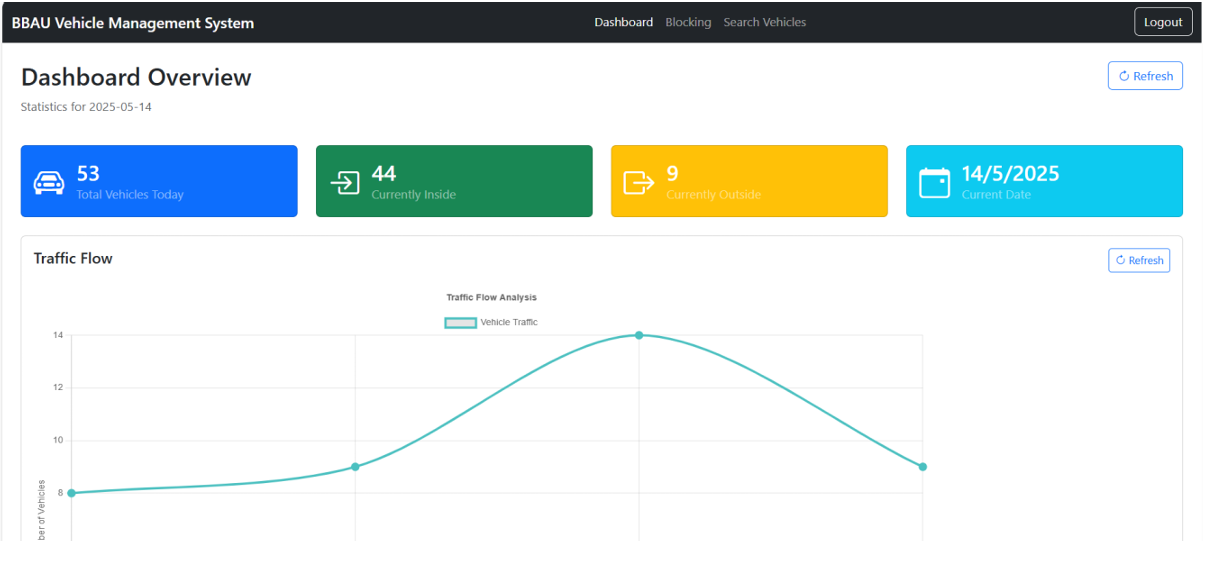 BBAU Vehicle Management System Dashboard Blocking Search Vehicles Logout
Dashboard Overview
Refresh
Statistics for 2025-05-14
53
Total Vehicles Today
44
Currently Inside
9
Currently Outside
14/5/2025
Current Date
Traffic Flow
Refresh
Traffic Flow Analysis
Vehicle Traffic
14
12
10
8
of Vehicles